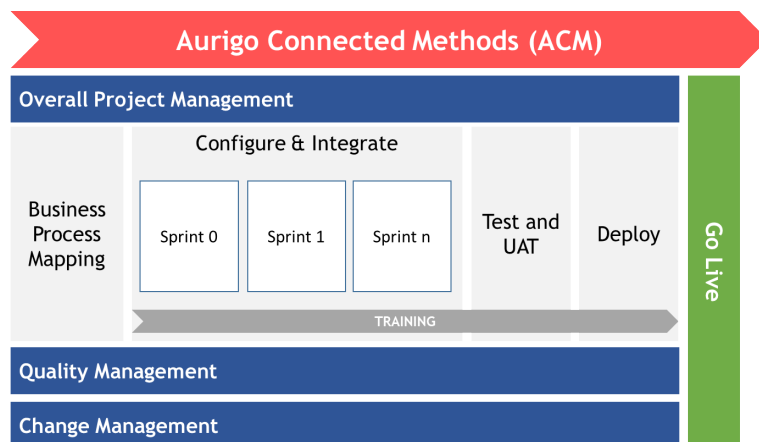 Aurigo Connected Methods (ACM)
Overall Project Management
Configure & Integrate
Business
Process
Mapping
Sprint 0
Sprint 1
Sprint n
Test and
UAT
Deploy
Go Live
TRAINING
Quality Management
Change Management